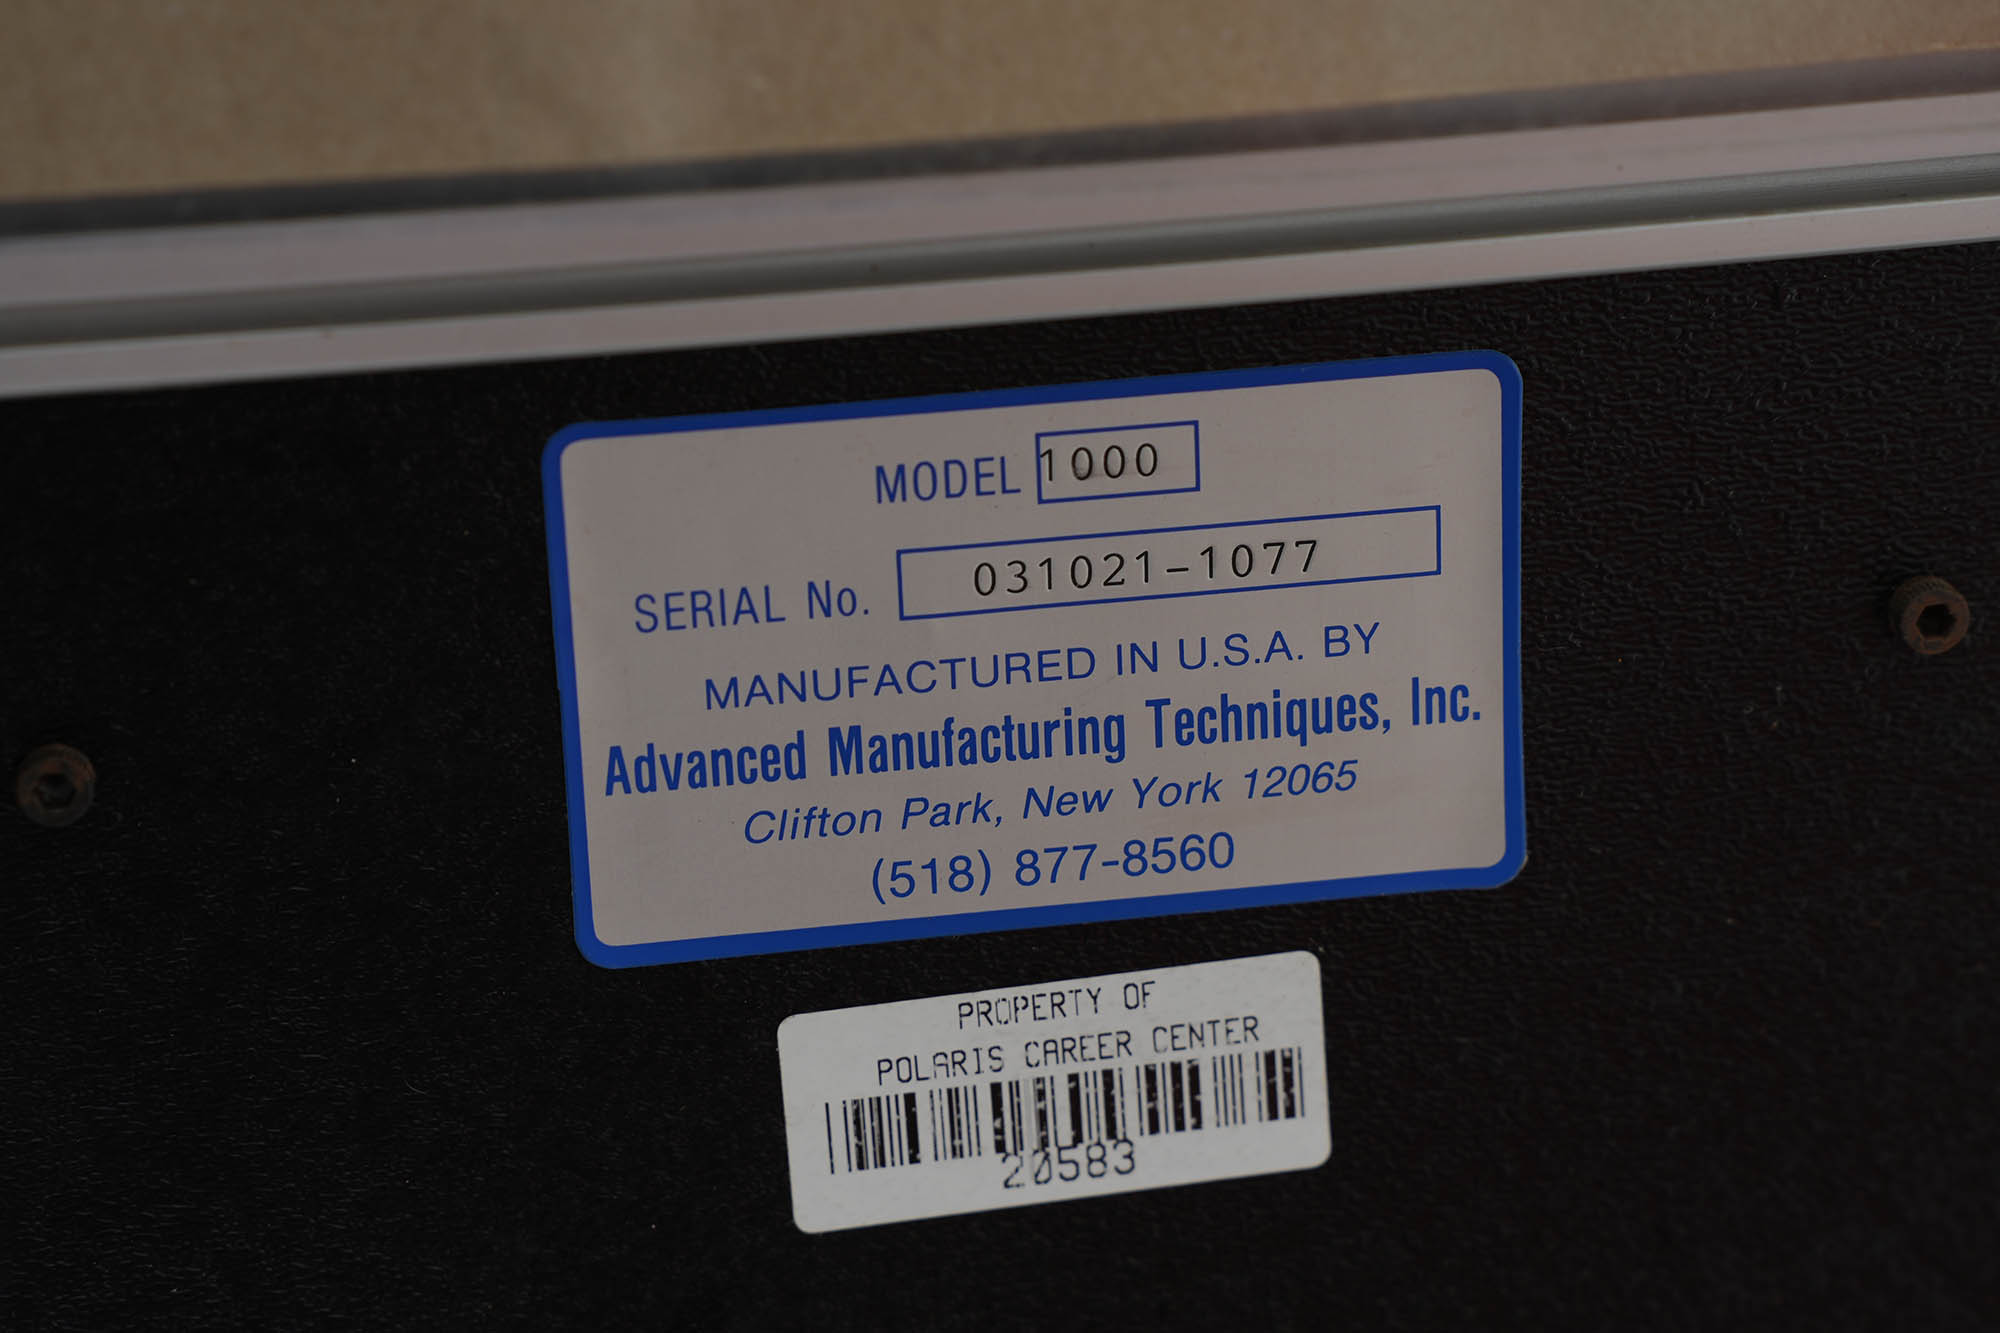 MODEL 1000
SERIAL No. 031021-1077
MANUFACTURED IN U.S.A. BY
Advanced Manufacturing Techniques, Inc.
Clifton Park, New York 12065
(518) 877-8560
PROPERTY OF
POLARIS CAREER CENTER
20583